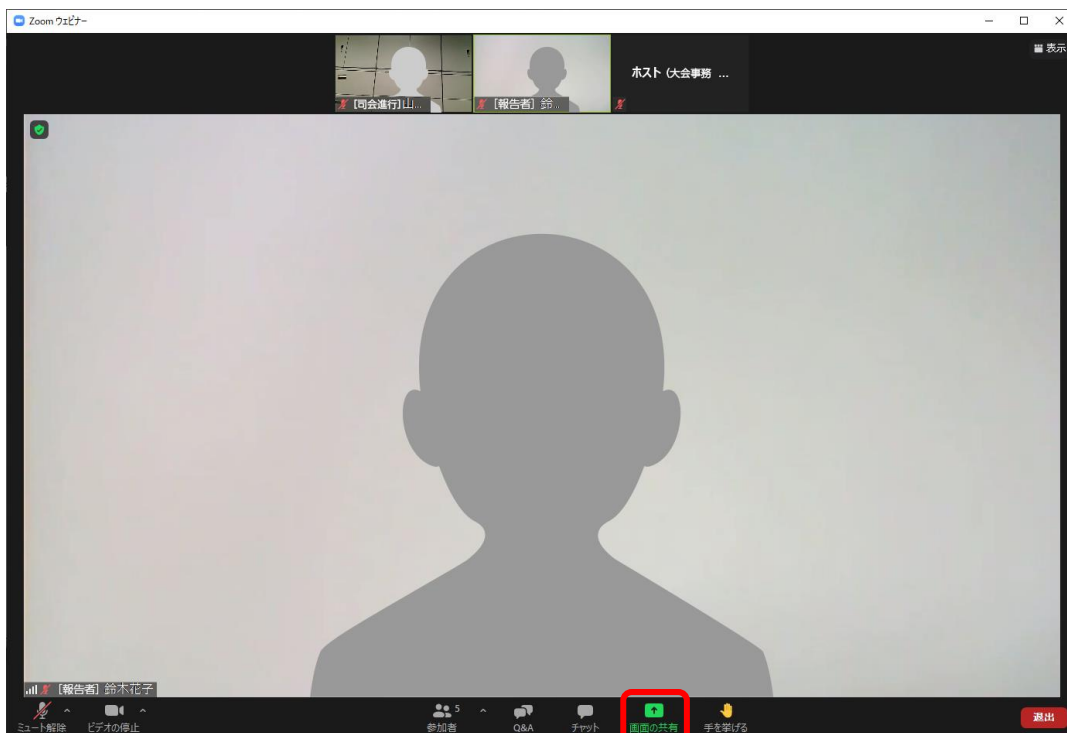 Zoom ウェビナー
表示
[司会進行]山...
[報告者] 鈴...
ホスト (大会事務 ...
[報告者] 鈴木花子
ミュート解除
ビデオの停止
5
参加者
Q&A
チャット
画面の共有
手を挙げる
退出